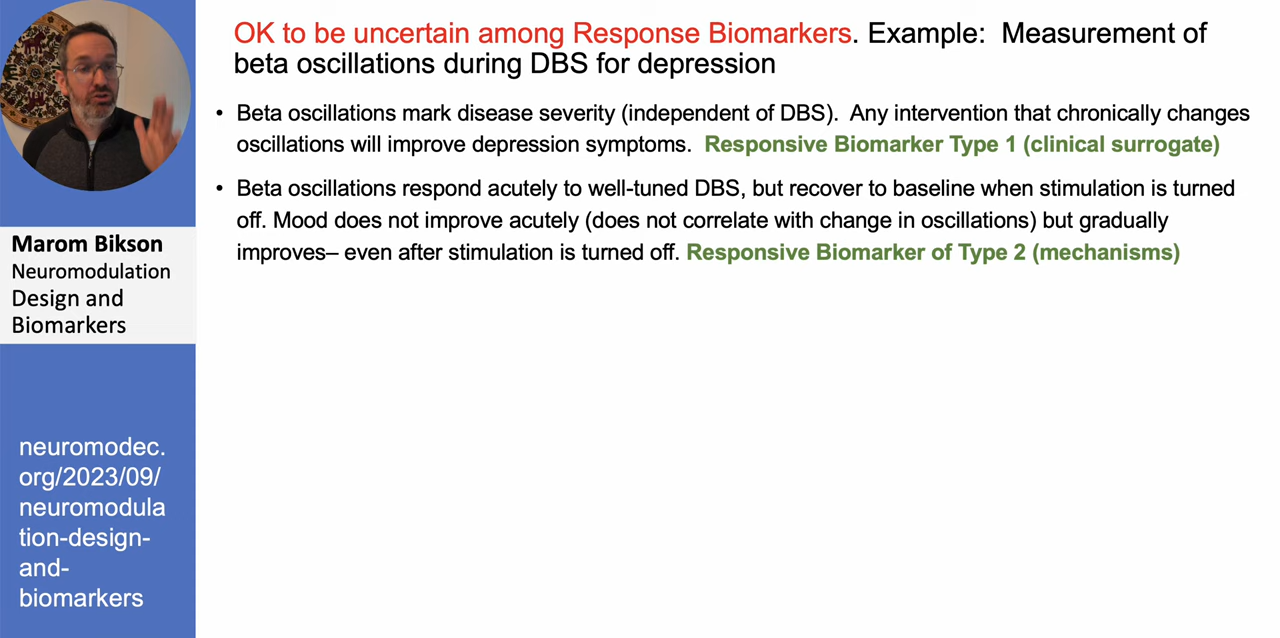 OK to be uncertain among Response Biomarkers. Example: Measurement of
beta oscillations during DBS for depression
• Beta oscillations mark disease severity (independent of DBS). Any intervention that chronically changes
oscillations will improve depression symptoms. Responsive Biomarker Type 1 (clinical surrogate)
• Beta oscillations respond acutely to well-tuned DBS, but recover to baseline when stimulation is turned
off. Mood does not improve acutely (does not correlate with change in oscillations) but gradually
improves– even after stimulation is turned off. Responsive Biomarker of Type 2 (mechanisms)
Marom Bikson
Neuromodulation
Design and
Biomarkers
neuromodec.
org/2023/09/
neuromodula
tion-design-
and-
biomarkers